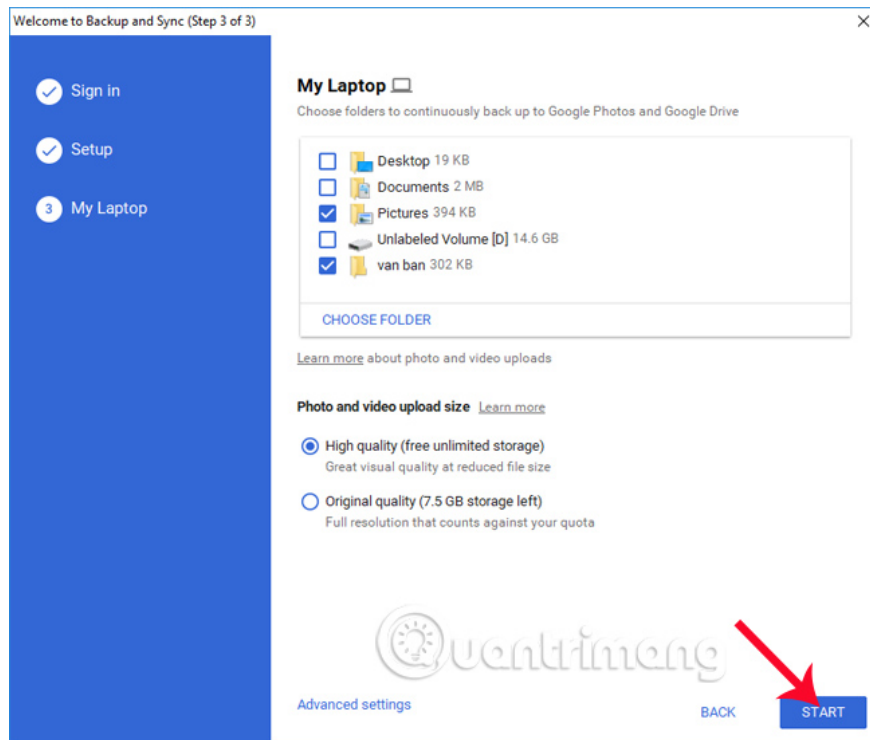 Welcome to Backup and Sync (Step 3 of 3)
Sign in
Setup
3 My Laptop
My Laptop
Choose folders to continuously back up to Google Photos and Google Drive
Desktop 19 KB
Documents 2 MB
Pictures 394 KB
Unlabeled Volume [D] 14.6 GB
van ban 302 KB
CHOOSE FOLDER
Learn more about photo and video uploads
Photo and video upload size Learn more
High quality (free unlimited storage)
Great visual quality at reduced file size
Original quality (7.5 GB storage left)
Full resolution that counts against your quota
Quantrimang
Advanced settings
BACK
START